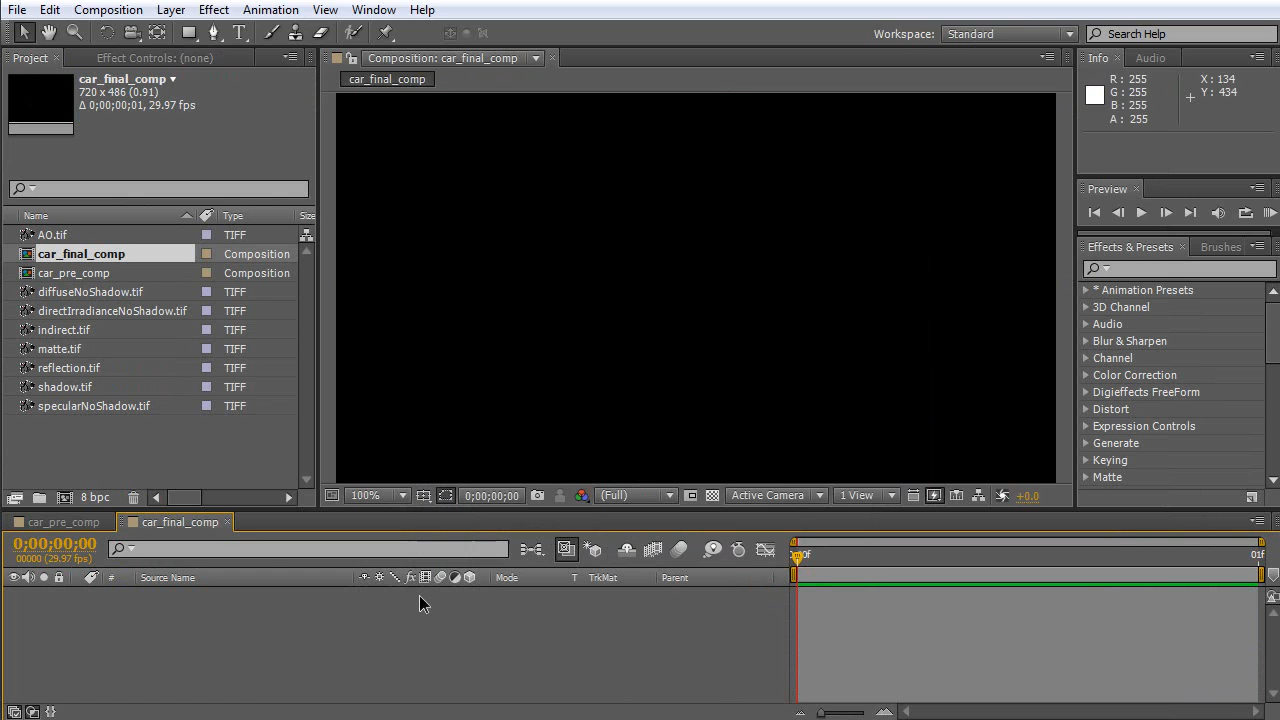 File Edit Composition Layer Effect Animation View Window Help
Workspace: Standard Search Help
Project Effect Controls: (none) Composition: car_final_comp Info Audio
car_final_comp
car_final_comp
720 x 486 (0.91)
Δ 0;00;00;01, 29.97 fps
R : 255 X : 134
G : 255 Y : 434
B : 255
A : 255
Preview
Name Type Size
AO.tif TIFF
car_final_comp Composition
car_pre_comp Composition
diffuseNoShadow.tif TIFF
directIrradianceNoShadow.tif TIFF
indirect.tif TIFF
matte.tif TIFF
reflection.tif TIFF
shadow.tif TIFF
specularNoShadow.tif TIFF
Effects & Presets Brushes
* Animation Presets
3D Channel
Audio
Blur & Sharpen
Channel
Color Correction
Digieffects FreeForm
Distort
Expression Controls
Generate
Keying
Matte
8 bpc 100% 0;00;00;00 (Full) Active Camera 1 View +0.0
car_pre_comp car_final_comp
0;00;00;00
00000 (29.97 fps)
00f 01f
# Source Name fx Mode T TrkMat Parent